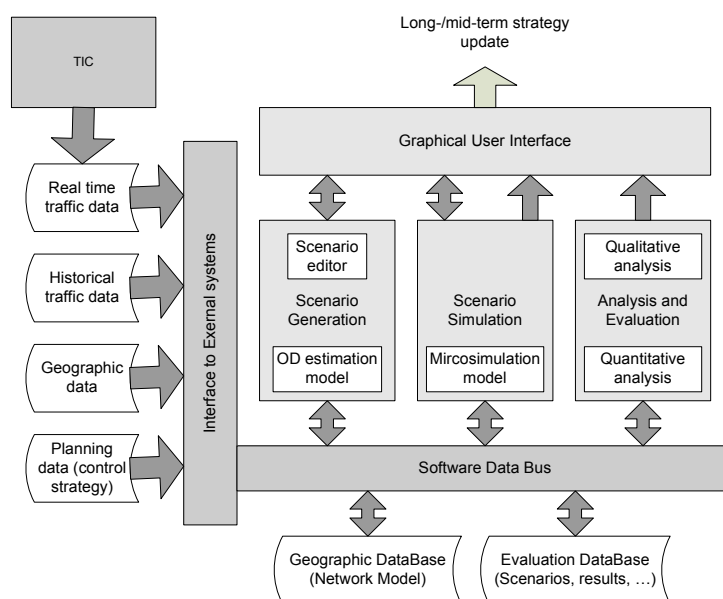 Long-/mid-term strategy
update
TIC
Graphical User Interface
Real time
traffic data
Historical
traffic data
Geographic
data
Planning
data (control
strategy)
Interface to Exernal systems
Scenario
editor
Scenario
Generation
OD estimation
model
Scenario
Simulation
Mircosimulation
model
Qualitative
analysis
Analysis and
Evaluation
Quantitative
analysis
Software Data Bus
Geographic DataBase
(Network Model)
Evaluation DataBase
(Scenarios, results, …)